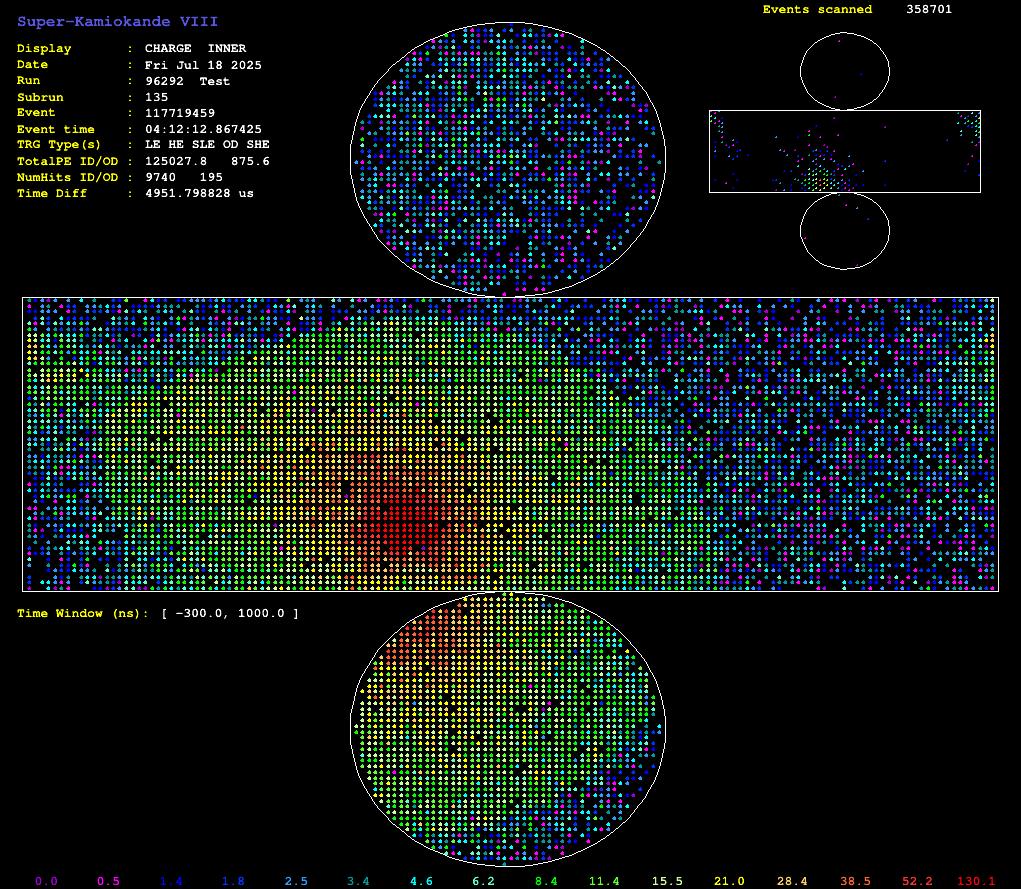 Super-Kamiokande VIII
Events scanned 358701
Display : CHARGE INNER
Date : Fri Jul 18 2025
Run : 96292 Test
Subrun : 135
Event : 117719459
Event time : 04:12:12.867425
TRG Type(s) : LE HE SLE OD SHE
TotalPE ID/OD : 125027.8 875.6
NumHits ID/OD : 9740 195
Time Diff : 4951.798828 us
Time Window (ns): [ -300.0, 1000.0 ]
0.0 0.5 1.4 1.8 2.5 3.4 4.6 6.2 8.4 11.4 15.5 21.0 28.4 38.5 52.2 130.1